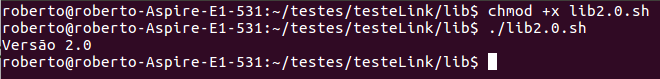 roberto@roberto-Aspire-E1-531:~/testes/testeLink/lib$ chmod +x lib2.0.sh
roberto@roberto-Aspire-E1-531:~/testes/testeLink/lib$ ./lib2.0.sh
Versão 2.0
roberto@roberto-Aspire-E1-531:~/testes/testeLink/lib$